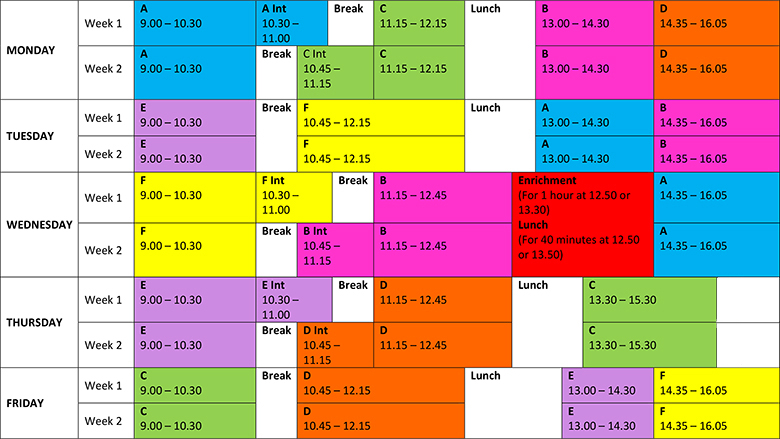 MONDAY
Week 1
A
9.00 – 10.30
A Int
10.30 –
11.00
Break
C
11.15 – 12.15
Lunch
B
13.00 – 14.30
D
14.35 – 16.05
Week 2
A
9.00 – 10.30
Break
C Int
10.45 –
11.15
C
11.15 – 12.15
B
13.00 – 14.30
D
14.35 – 16.05
TUESDAY
Week 1
E
9.00 – 10.30
Break
F
10.45 – 12.15
Lunch
A
13.00 – 14.30
B
14.35 – 16.05
Week 2
E
9.00 – 10.30
F
10.45 – 12.15
A
13.00 – 14.30
B
14.35 – 16.05
WEDNESDAY
Week 1
F
9.00 – 10.30
F Int
10.30 –
11.00
Break
B
11.15 – 12.45
Enrichment
(For 1 hour at 12.50 or
13.30)
Lunch
(For 40 minutes at 12.50
or 13.50)
A
14.35 – 16.05
Week 2
F
9.00 – 10.30
Break
B Int
10.45 –
11.15
B
11.15 – 12.45
A
14.35 – 16.05
THURSDAY
Week 1
E
9.00 – 10.30
E Int
10.30 –
11.00
Break
D
11.15 – 12.45
Lunch
C
13.30 – 15.30
Week 2
E
9.00 – 10.30
Break
D Int
10.45 –
11.15
D
11.15 – 12.45
C
13.30 – 15.30
FRIDAY
Week 1
C
9.00 – 10.30
Break
D
10.45 – 12.15
Lunch
E
13.00 – 14.30
F
14.35 – 16.05
Week 2
C
9.00 – 10.30
D
10.45 – 12.15
E
13.00 – 14.30
F
14.35 – 16.05